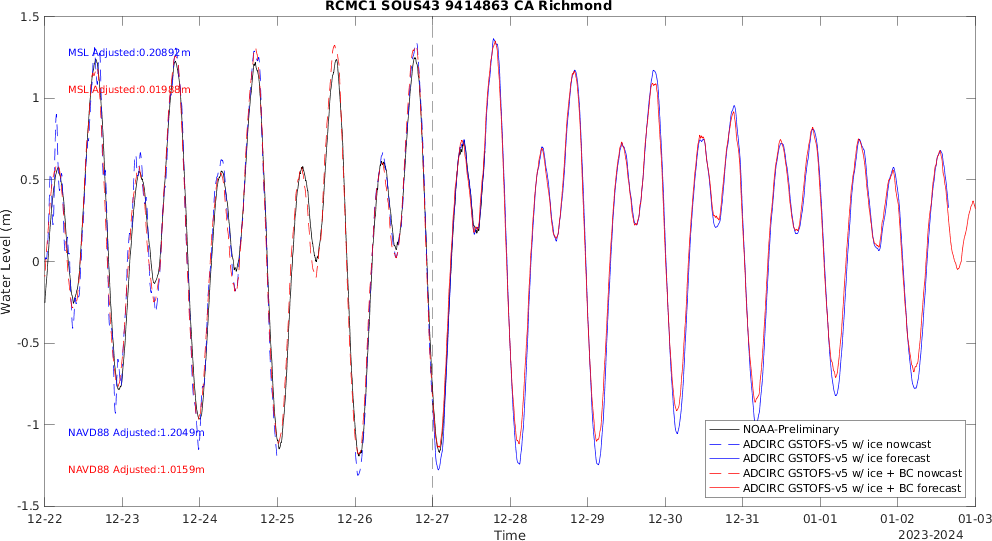 RCMC1 SOUS43 9414863 CA Richmond
1.5
1
0.5
0
-0.5
-1
-1.5
Water Level (m)
MSL Adjusted:0.20892m
MSL Adjusted:0.01988m
NAVD88 Adjusted:1.2049m
NAVD88 Adjusted:1.0159m
NOAA-Preliminary
ADCIRC GSTOFS-v5 w/ ice nowcast
ADCIRC GSTOFS-v5 w/ ice forecast
ADCIRC GSTOFS-v5 w/ ice + BC nowcast
ADCIRC GSTOFS-v5 w/ ice + BC forecast
12-22 12-23 12-24 12-25 12-26 12-27 12-28 12-29 12-30 12-31 01-01 01-02 01-03
Time
2023-2024